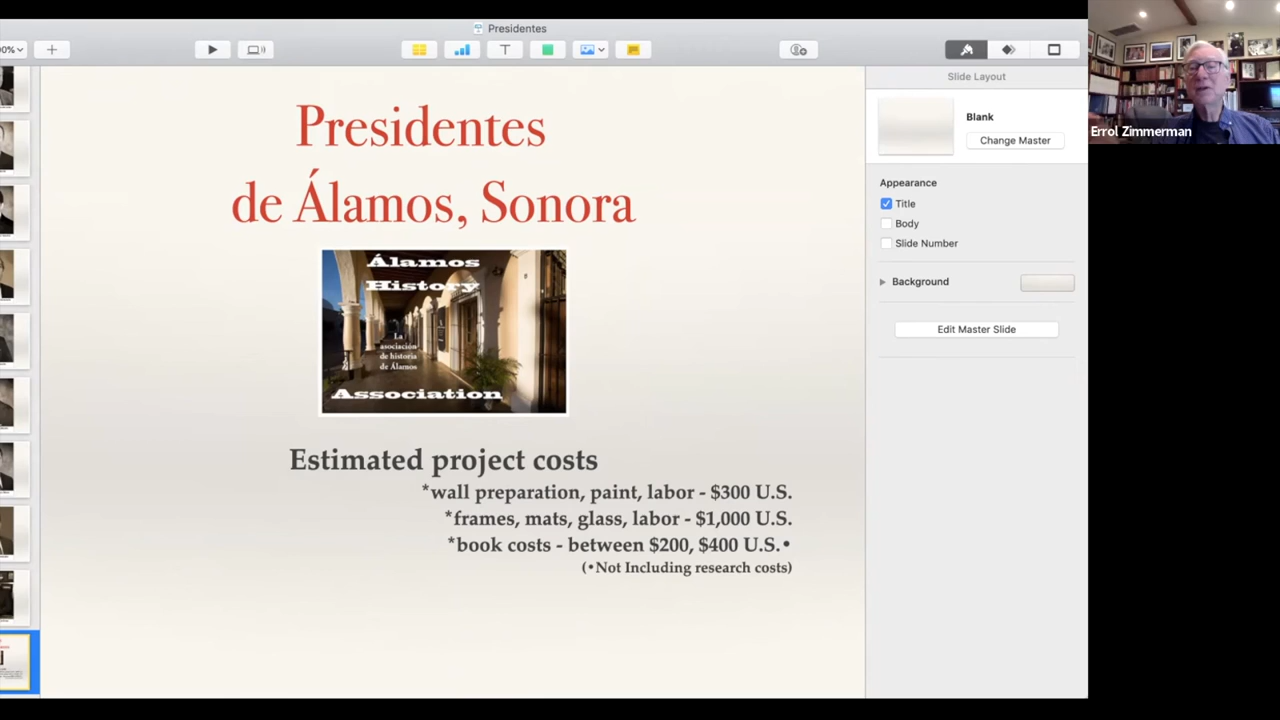 Presidentes
00%
Slide Layout
Blank
Change Master
Errol Zimmerman
Presidentes
de Álamos, Sonora
Appearance
Title
Body
Slide Number
Background
Edit Master Slide
Álamos
History
La
asociación
de historia
de Álamos
Association
Estimated project costs
*wall preparation, paint, labor - $300 U.S.
*frames, mats, glass, labor - $1,000 U.S.
*book costs - between $200, $400 U.S.•
(•Not Including research costs)